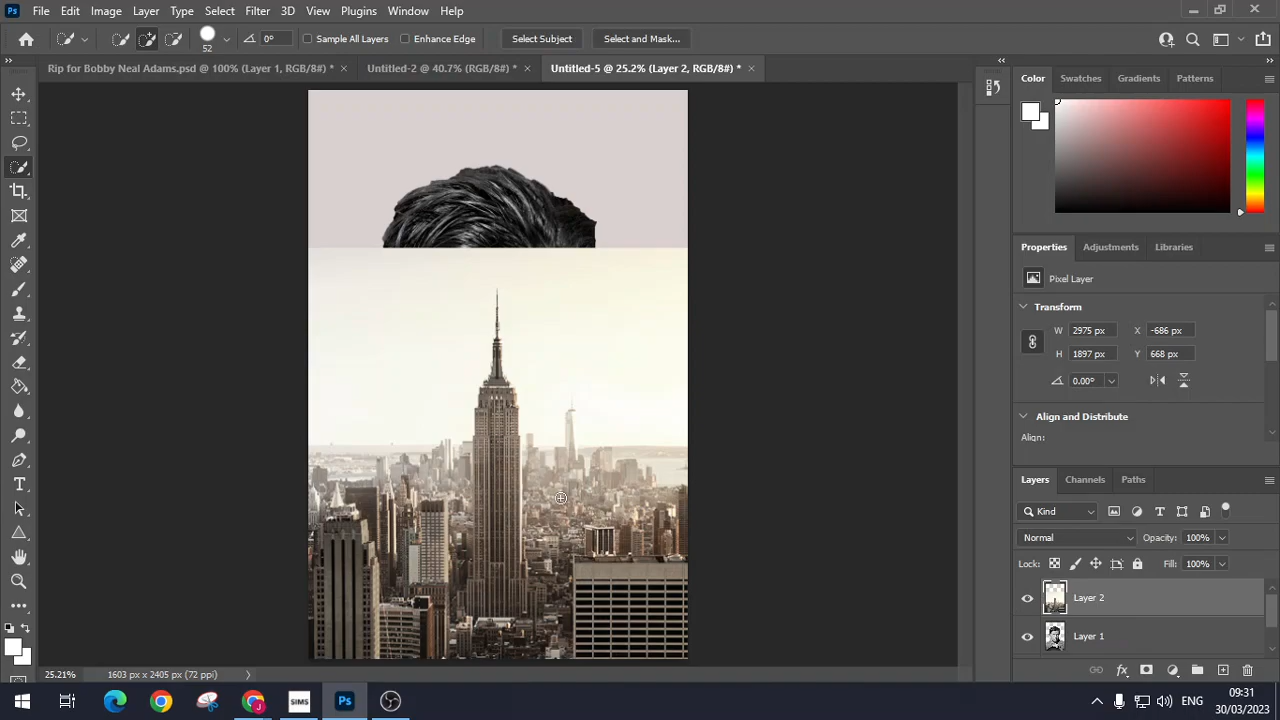 Ps File Edit Image Layer Type Select Filter 3D View Plugins Window Help
52 0° Sample All Layers Enhance Edge Select Subject Select and Mask...
Rip for Bobby Neal Adams.psd @ 100% (Layer 1, RGB/8#) * × Untitled-2 @ 40.7% (RGB/8#) * × Untitled-5 @ 25.2% (Layer 2, RGB/8#) * ×
Color Swatches Gradients Patterns
Properties Adjustments Libraries
Pixel Layer
Transform
W 2975 px X -686 px
H 1897 px Y 668 px
0.00°
Align and Distribute
Align:
Layers Channels Paths
Kind
Normal Opacity: 100%
Lock: Fill: 100%
Layer 2
Layer 1
25.21% 1603 px x 2405 px (72 ppi)
SIMS Ps ENG 09:31
30/03/2023